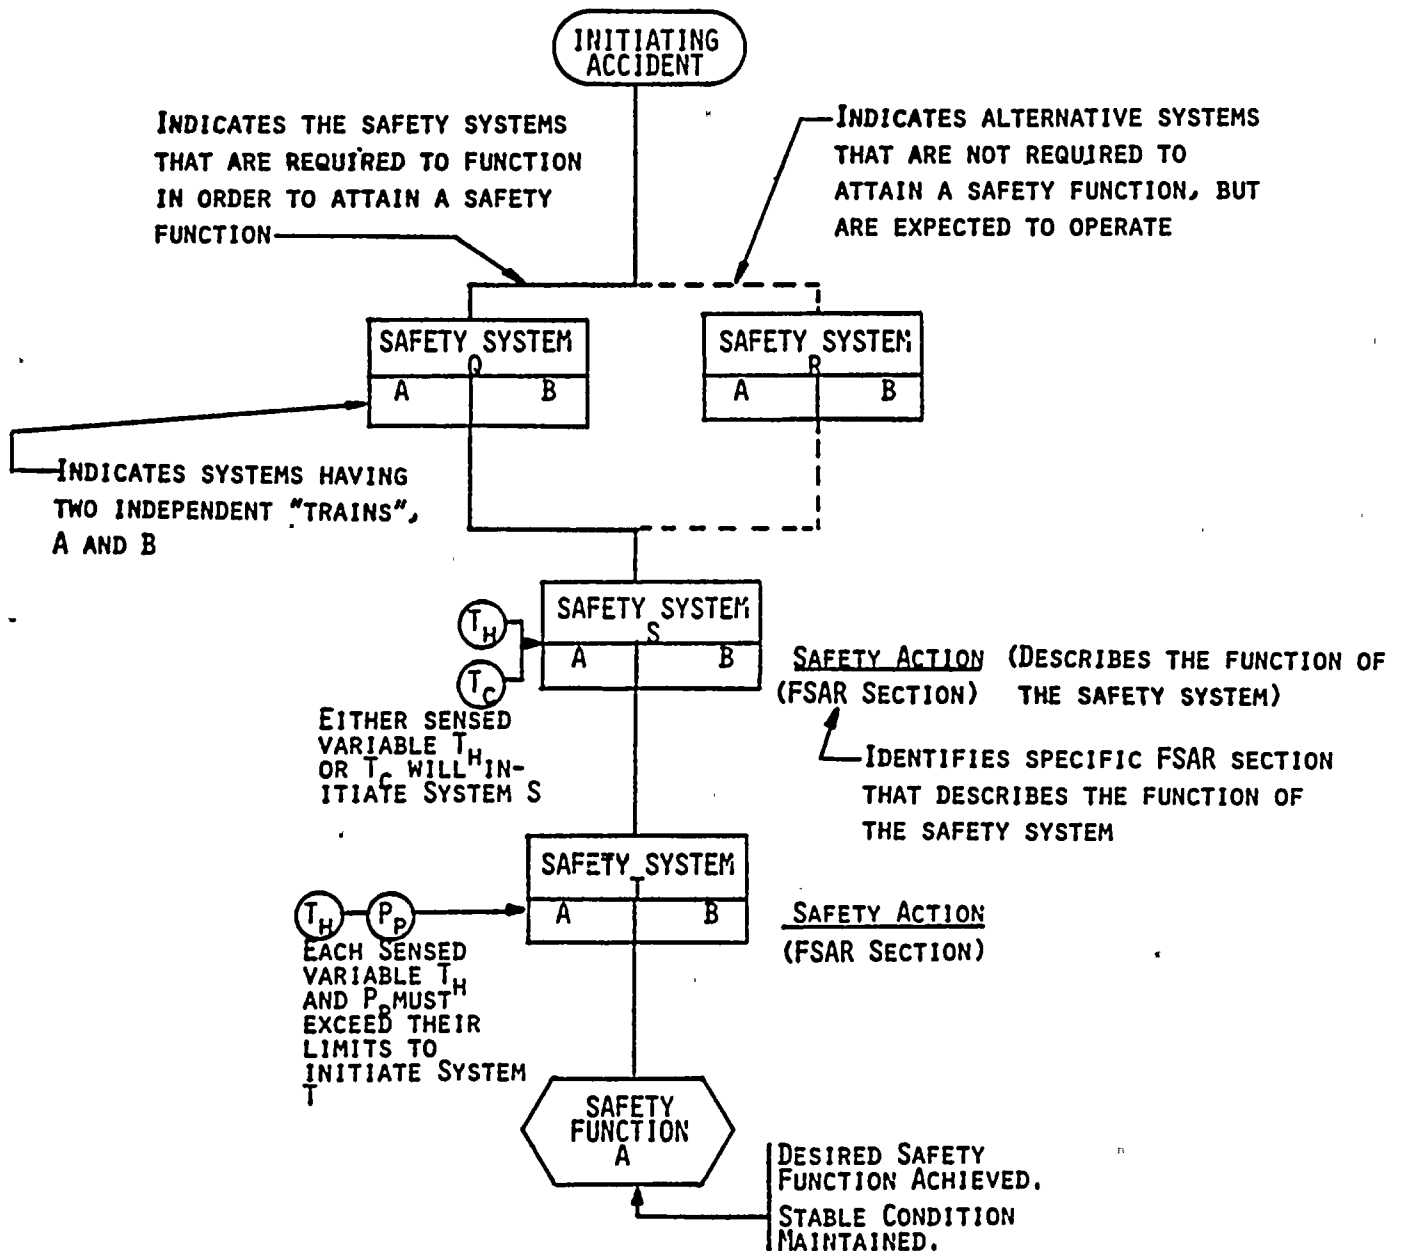 INITIATING
ACCIDENT
INDICATES THE SAFETY SYSTEMS
THAT ARE REQUIRED TO FUNCTION
IN ORDER TO ATTAIN A SAFETY
FUNCTION
INDICATES ALTERNATIVE SYSTEMS
THAT ARE NOT REQUIRED TO
ATTAIN A SAFETY FUNCTION, BUT
ARE EXPECTED TO OPERATE
SAFETY SYSTEM
Q
A B
SAFETY SYSTEM
R
A B
INDICATES SYSTEMS HAVING
TWO INDEPENDENT "TRAINS",
A AND B
SAFETY SYSTEM
S
A B
TH
TC
EITHER SENSED
VARIABLE TH
OR TC WILL IN-
ITIATE SYSTEM S
SAFETY ACTION (DESCRIBES THE FUNCTION OF
(FSAR SECTION) THE SAFETY SYSTEM)
IDENTIFIES SPECIFIC FSAR SECTION
THAT DESCRIBES THE FUNCTION OF
THE SAFETY SYSTEM
SAFETY SYSTEM
T
A B
TH PP
EACH SENSED
VARIABLE TH
AND PP MUST
EXCEED THEIR
LIMITS TO
INITIATE SYSTEM
T
SAFETY ACTION
(FSAR SECTION)
SAFETY
FUNCTION
A
DESIRED SAFETY
FUNCTION ACHIEVED.
STABLE CONDITION
MAINTAINED.